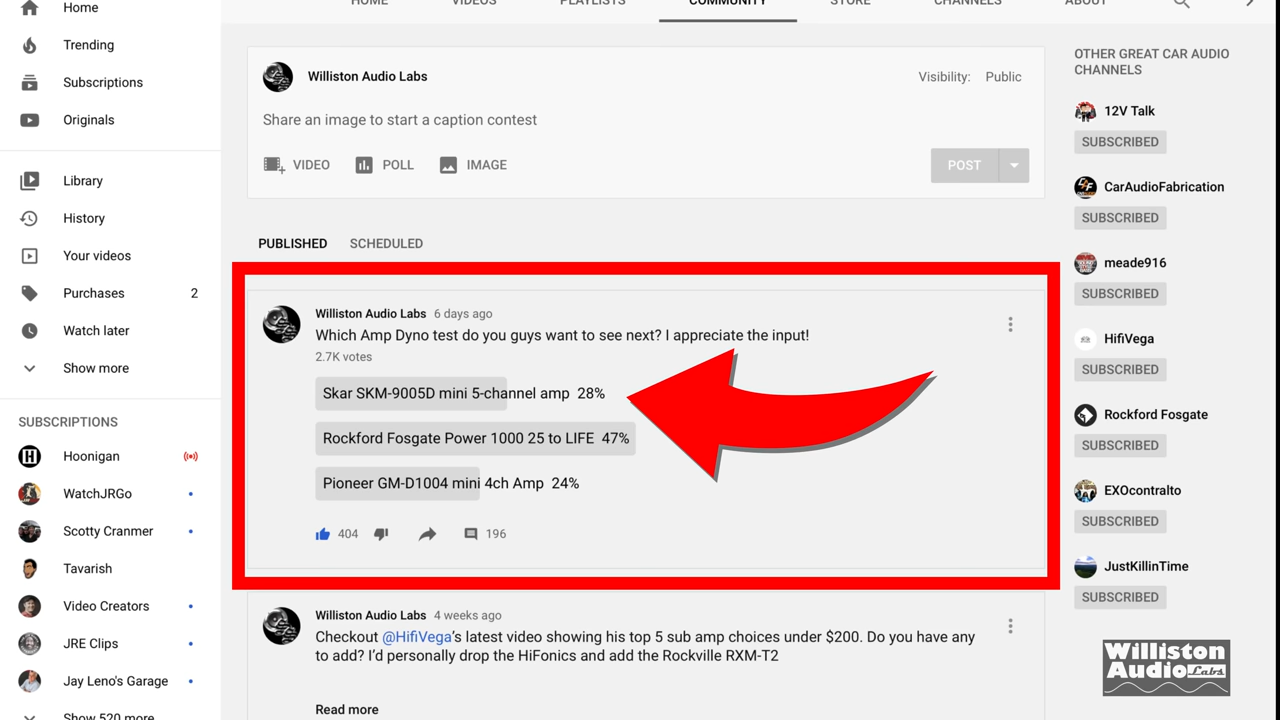 Home
Trending
Subscriptions
Originals
Library
History
Your videos
Purchases 2
Watch later
Show more
SUBSCRIPTIONS
Hoonigan
WatchJRGo
Scotty Cranmer
Tavarish
Video Creators
JRE Clips
Jay Leno's Garage
Show 520 more
HOME VIDEOS PLAYLISTS COMMUNITY STORE CHANNELS ABOUT
Williston Audio Labs Visibility: Public
Share an image to start a caption contest
VIDEO POLL IMAGE POST
PUBLISHED SCHEDULED
Williston Audio Labs 6 days ago
Which Amp Dyno test do you guys want to see next? I appreciate the input!
2.7K votes
Skar SKM-9005D mini 5-channel amp 28%
Rockford Fosgate Power 1000 25 to LIFE 47%
Pioneer GM-D1004 mini 4ch Amp 24%
404 196
Williston Audio Labs 4 weeks ago
Checkout @HifiVega's latest video showing his top 5 sub amp choices under $200. Do you have any
to add? I'd personally drop the HiFonics and add the Rockville RXM-T2
Read more
OTHER GREAT CAR AUDIO
CHANNELS
12V Talk
SUBSCRIBED
CarAudioFabrication
SUBSCRIBED
meade916
SUBSCRIBED
HifiVega
SUBSCRIBED
Rockford Fosgate
SUBSCRIBED
EXOcontralto
SUBSCRIBED
JustKillinTime
SUBSCRIBED
Williston
Audio Labs